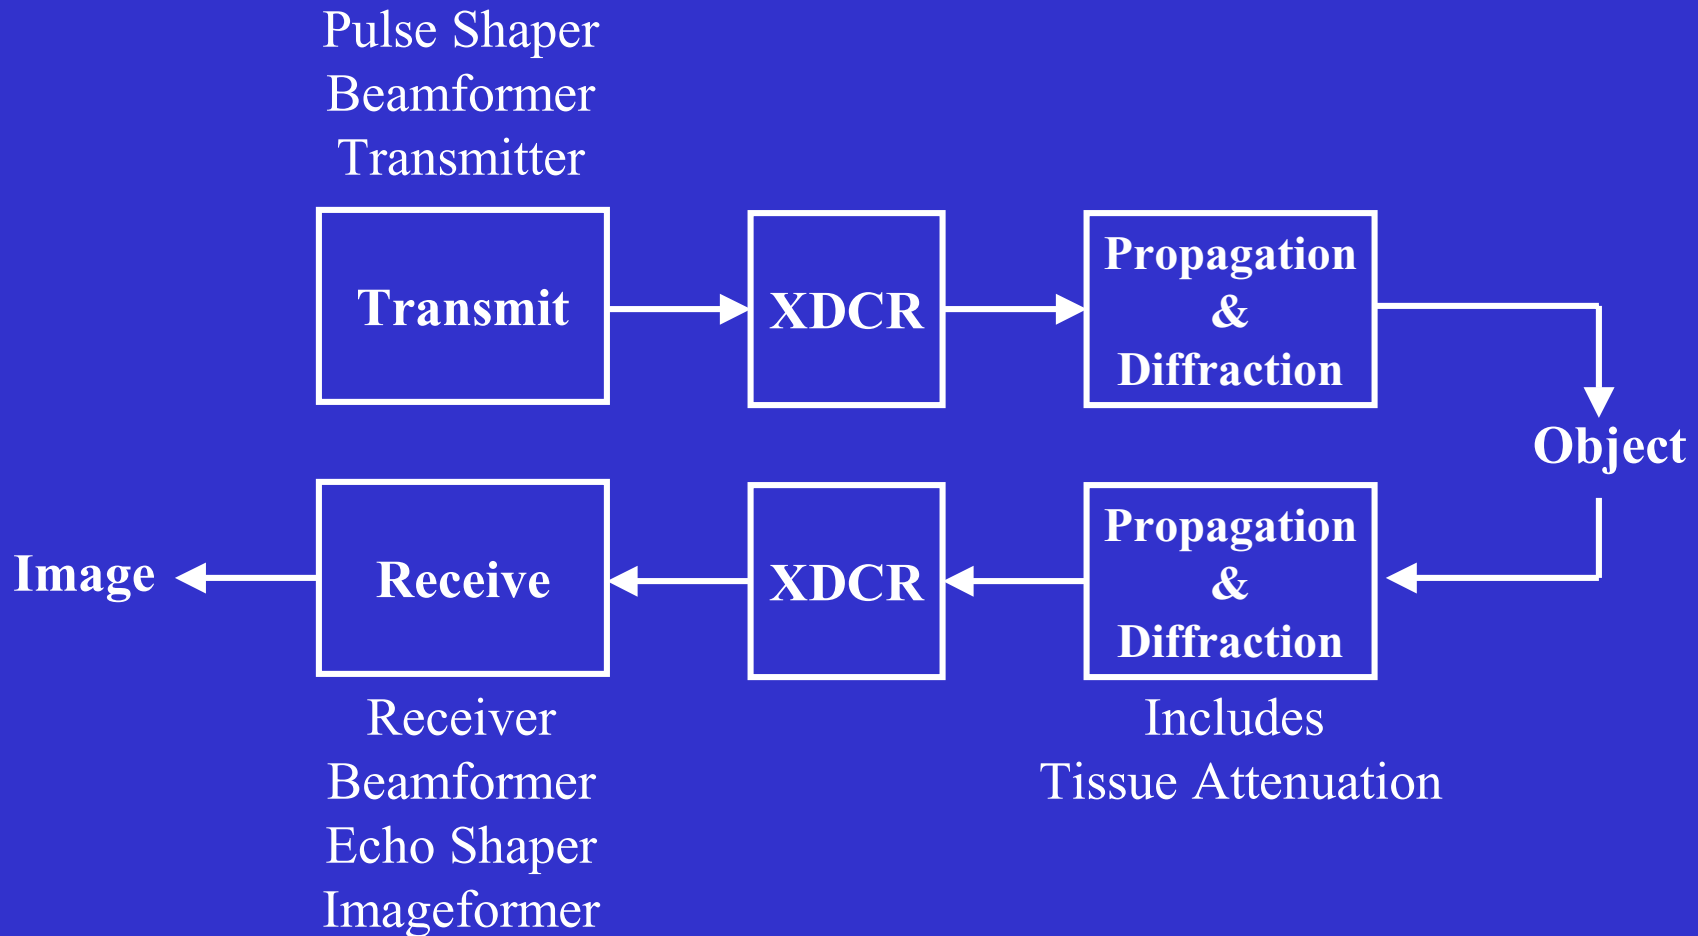 Pulse Shaper
Beamformer
Transmitter
Transmit
XDCR
Propagation
&
Diffraction
Object
Propagation
&
Diffraction
XDCR
Receive
Image
Receiver
Beamformer
Echo Shaper
Imageformer
Includes
Tissue Attenuation